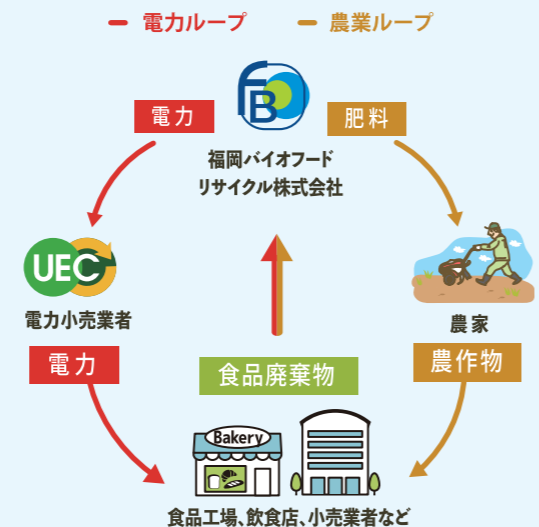 電力ループ
農業ループ
FB
電力
肥料
福岡バイオフード
リサイクル株式会社
UEC
電力小売業者
農家
電力
食品廃棄物
農作物
Bakery
食品工場、飲食店、小売業者など